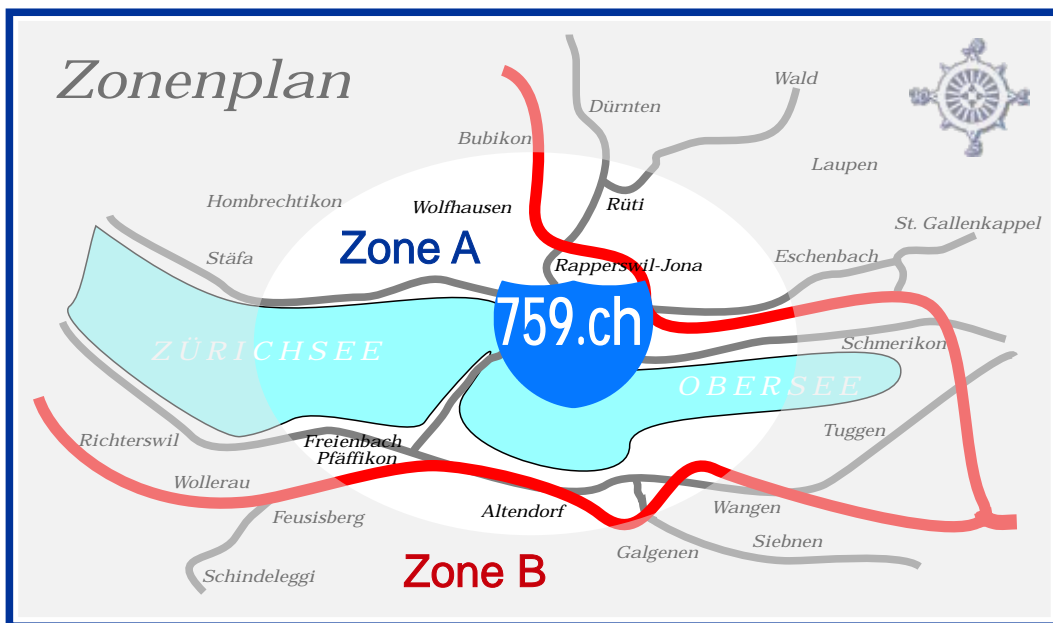 Zonenplan
Wald
Dürnten
Bubikon
Laupen
Hombrechtikon
Wolfhausen
Rüti
St. Gallenkappel
Zone A
Stäfa
Eschenbach
Rapperswil-Jona
759.ch
ZÜRICHSEE
Schmerikon
OBERSEE
Tuggen
Richterswil
Freienbach
Pfäffikon
Wollerau
Altendorf
Wangen
Feusisberg
Siebnen
Galgenen
Zone B
Schindeleggi